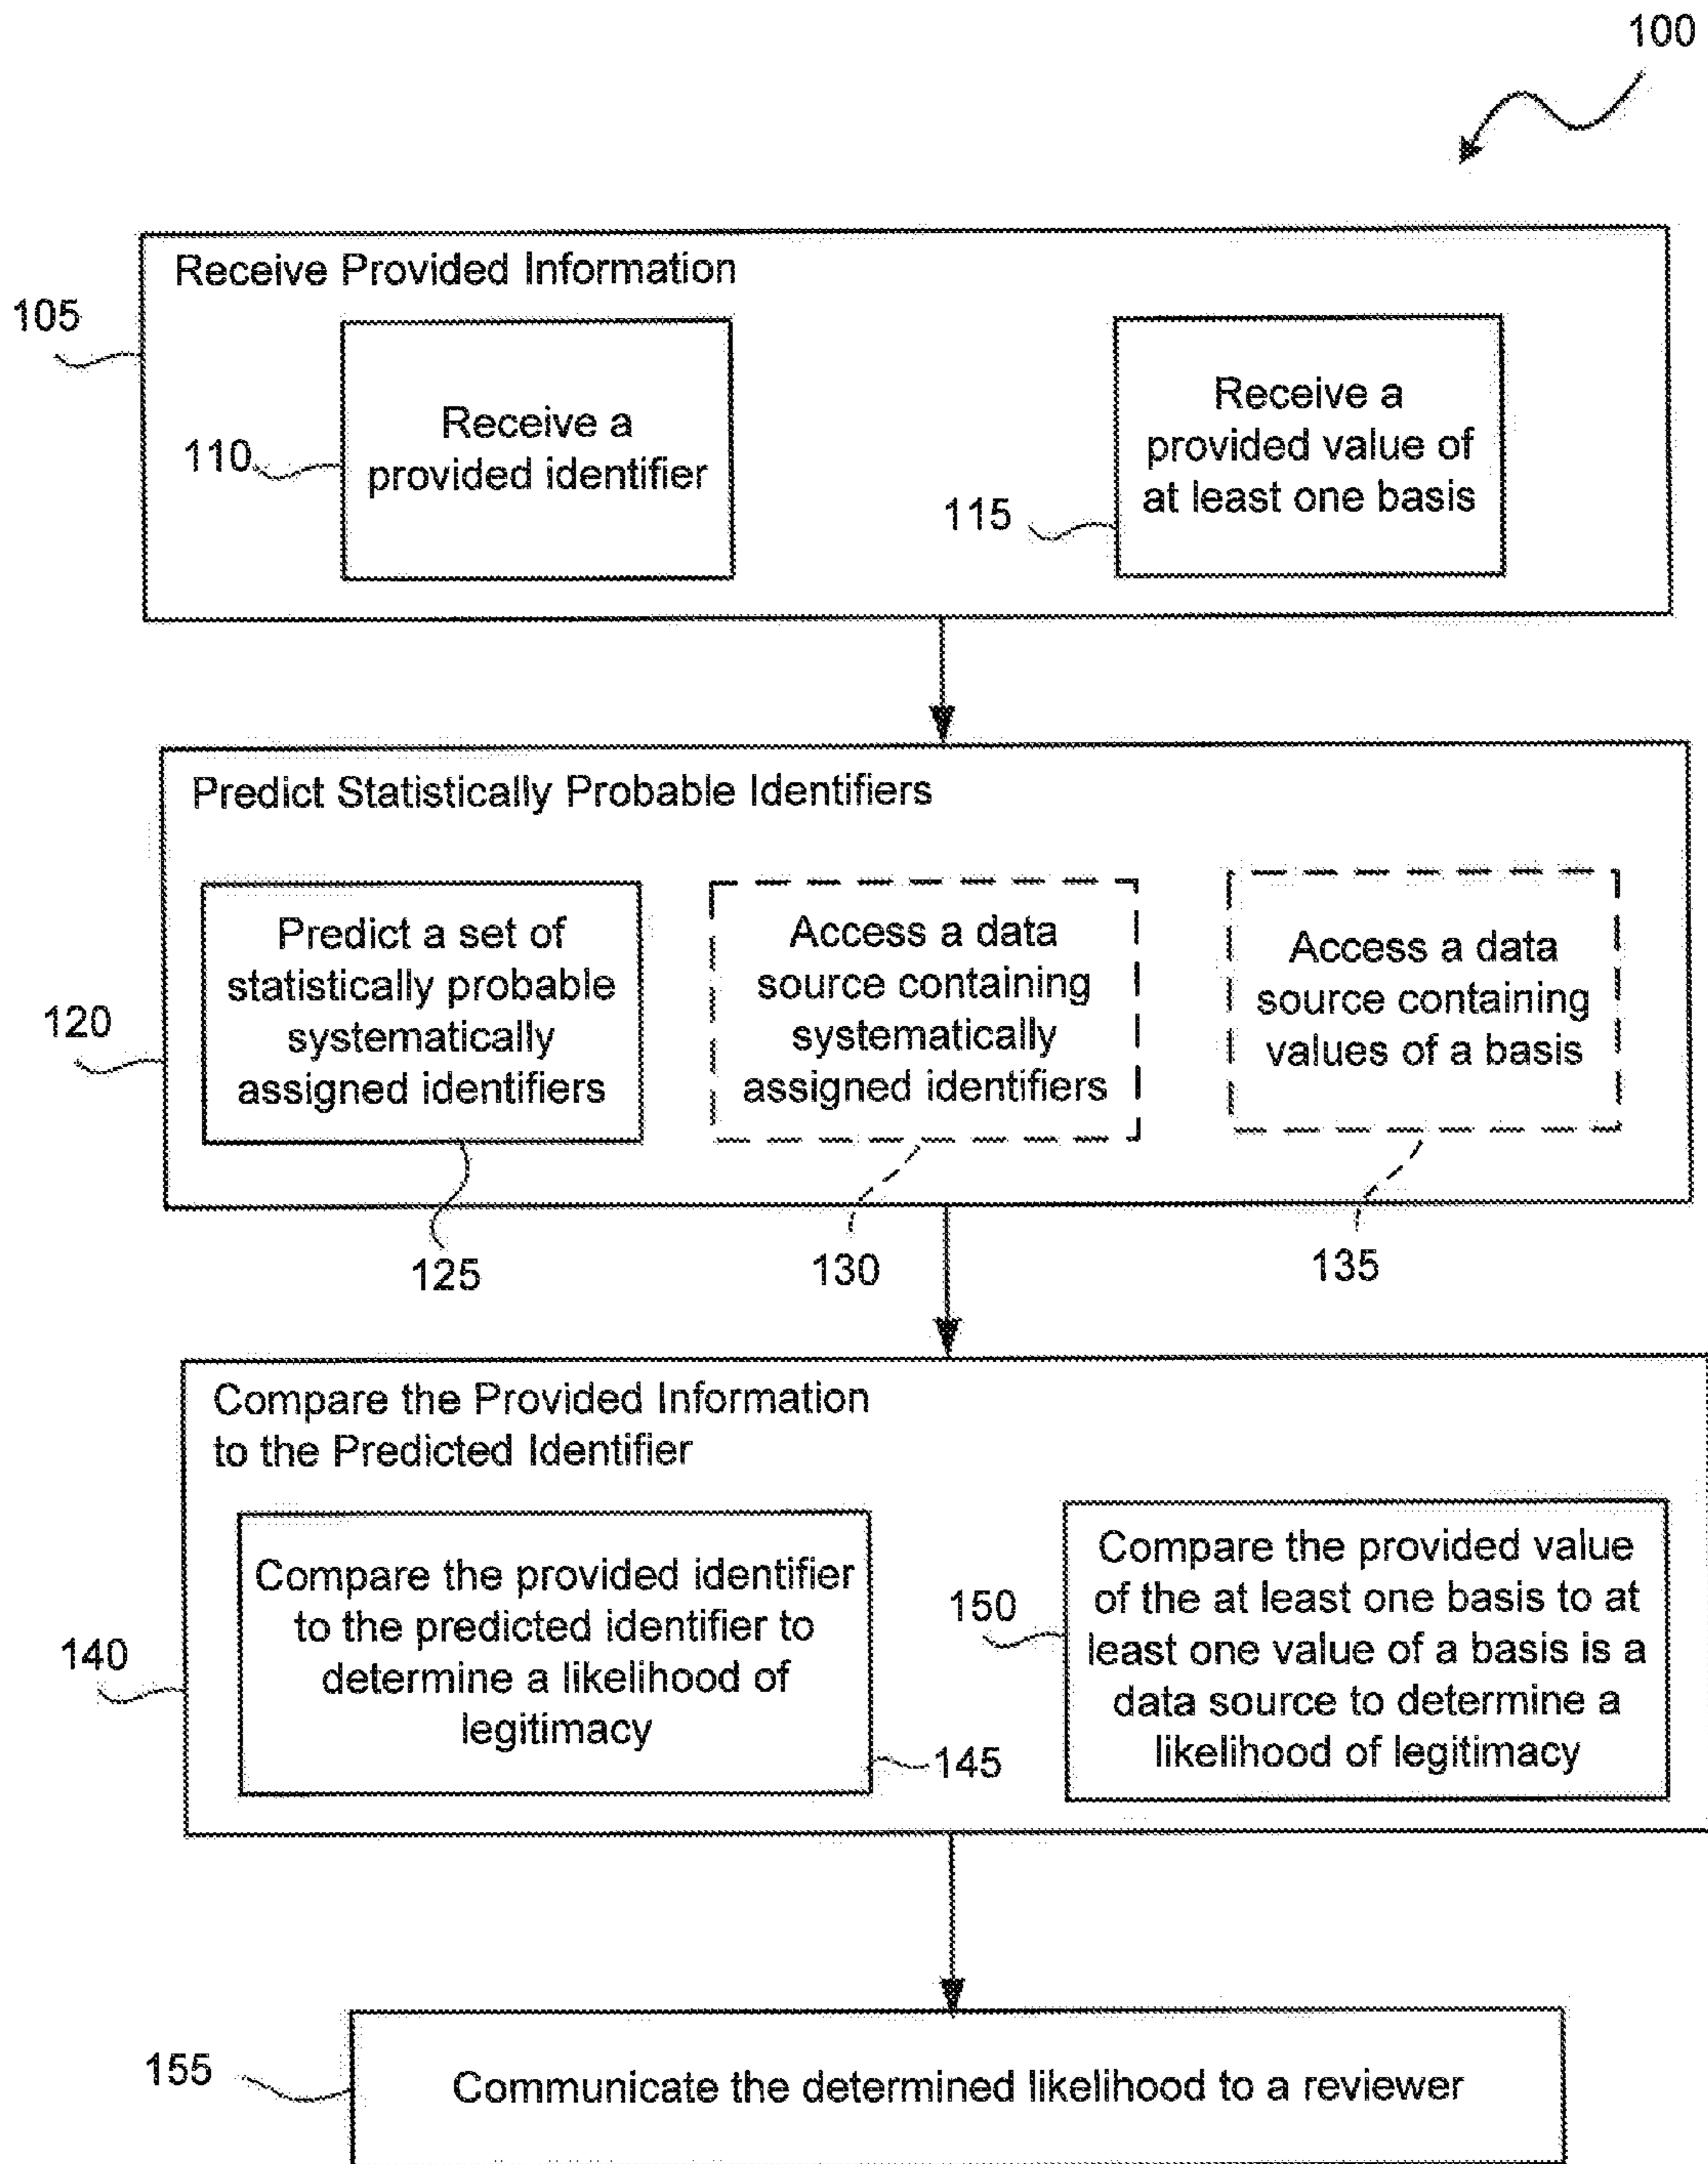 100
Receive Provided Information
105
110
Receive a
provided identifier
115
Receive a
provided value of
at least one basis
Predict Statistically Probable Identifiers
120
Predict a set of
statistically probable
systematically
assigned identifiers
Access a data
source containing
systematically
assigned identifiers
Access a data
source containing
values of a basis
125
130
135
Compare the Provided Information
to the Predicted Identifier
140
Compare the provided identifier
to the predicted identifier to
determine a likelihood of
legitimacy
145
150
Compare the provided value
of the at least one basis to at
least one value of a basis is a
data source to determine a
likelihood of legitimacy
155
Communicate the determined likelihood to a reviewer